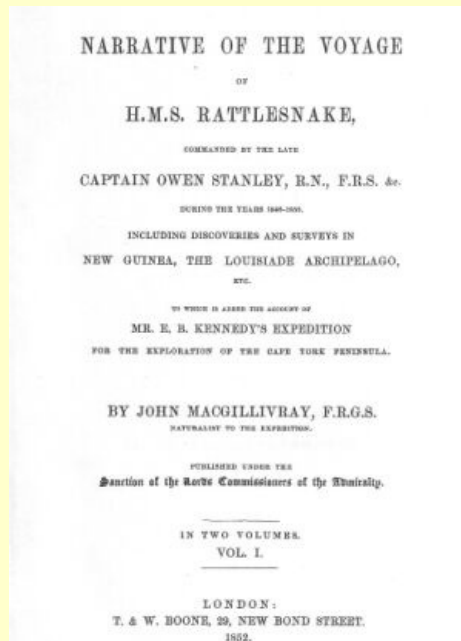 NARRATIVE OF THE VOYAGE
OF
H.M.S. RATTLESNAKE,
COMMANDED BY THE LATE
CAPTAIN OWEN STANLEY, R.N., F.R.S. &c.
DURING THE YEARS 1846-1850.
INCLUDING DISCOVERIES AND SURVEYS IN
NEW GUINEA, THE LOUISIADE ARCHIPELAGO,
ETC.
TO WHICH IS ADDED THE ACCOUNT OF
MR. E. B. KENNEDY'S EXPEDITION
FOR THE EXPLORATION OF THE CAPE YORK PENINSULA.
BY JOHN MACGILLIVRAY, F.R.G.S.
NATURALIST TO THE EXPEDITION.
PUBLISHED UNDER THE
Sanction of the Lords Commissioners of the Admiralty.
IN TWO VOLUMES.
VOL. I.
LONDON:
T. & W. BOONE, 29, NEW BOND STREET.
1852.